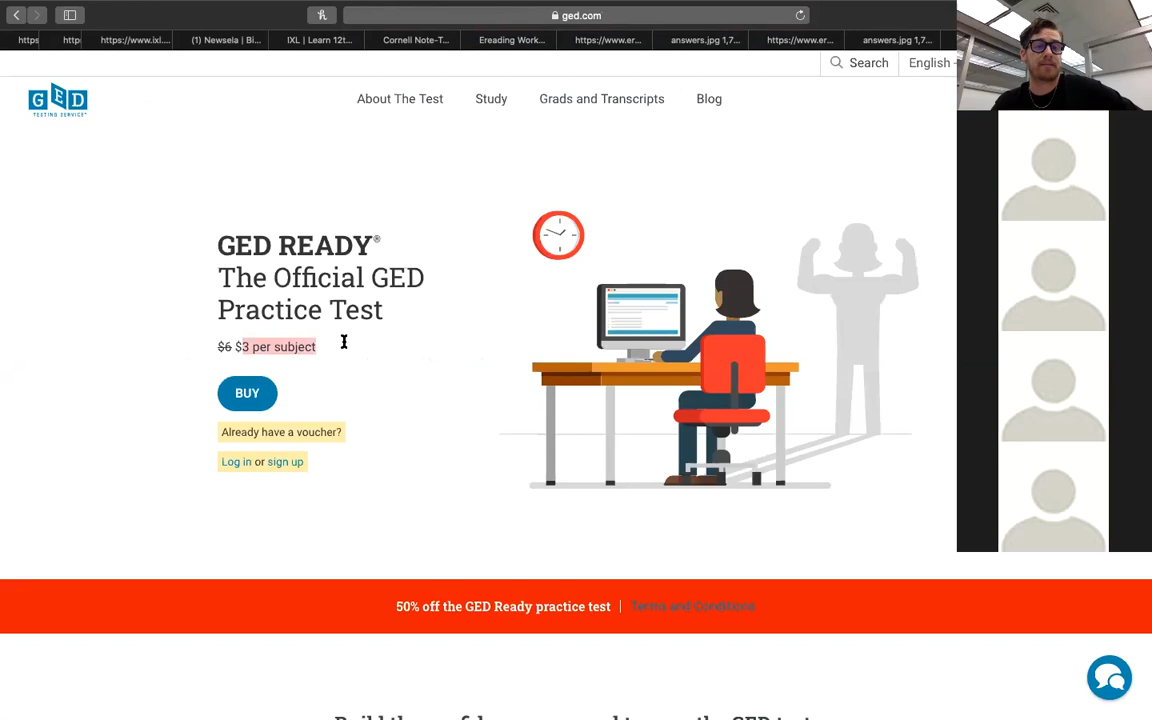 ged.com
https
http
https://www.ixl....
(1) Newsela | Bi...
IXL | Learn 12t...
Cornell Note-T...
Ereading Work...
https://www.er...
answers.jpg 1,7...
https://www.er...
answers.jpg 1,7...
Search
English
GED
TESTING SERVICE
About The Test
Study
Grads and Transcripts
Blog
GED READY®
The Official GED
Practice Test
$6 $3 per subject
BUY
Already have a voucher?
Log in or sign up
50% off the GED Ready practice test | Terms and Conditions